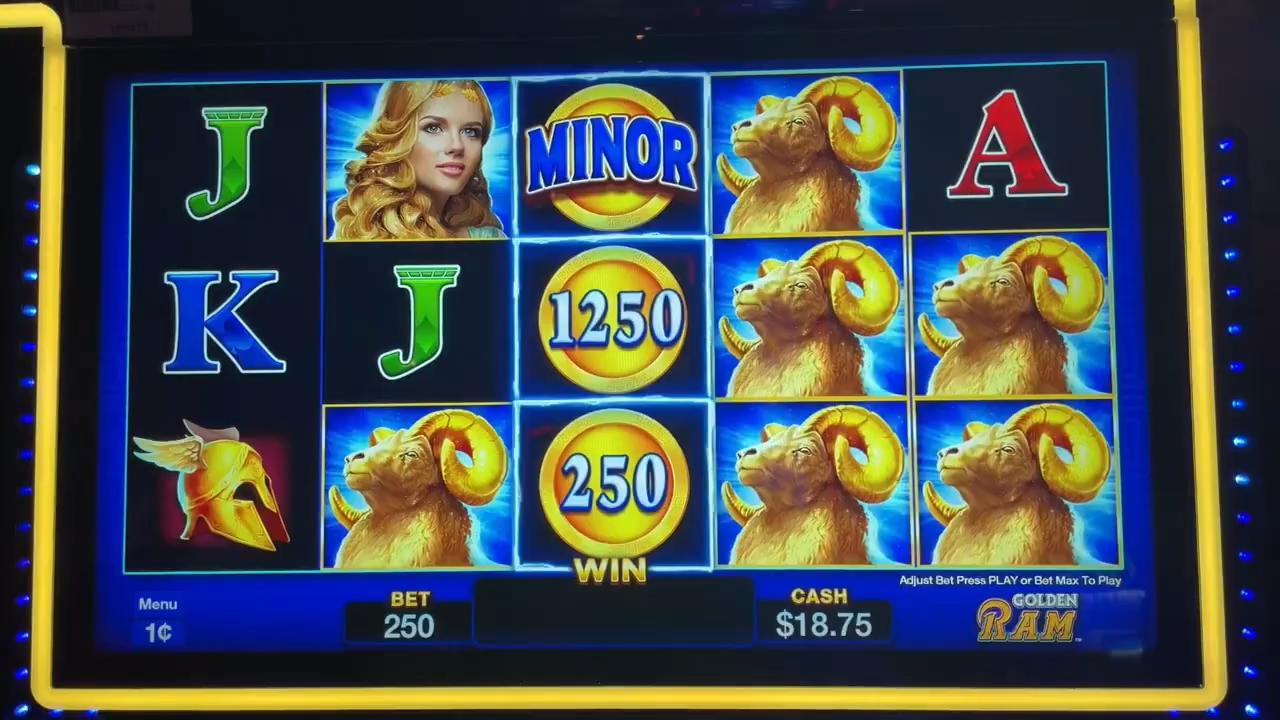 J
MINOR
A
K
J
1250
250
WIN
Adjust Bet Press PLAY or Bet Max To Play
Menu
1¢
BET
250
CASH
$18.75
GOLDEN
RAM